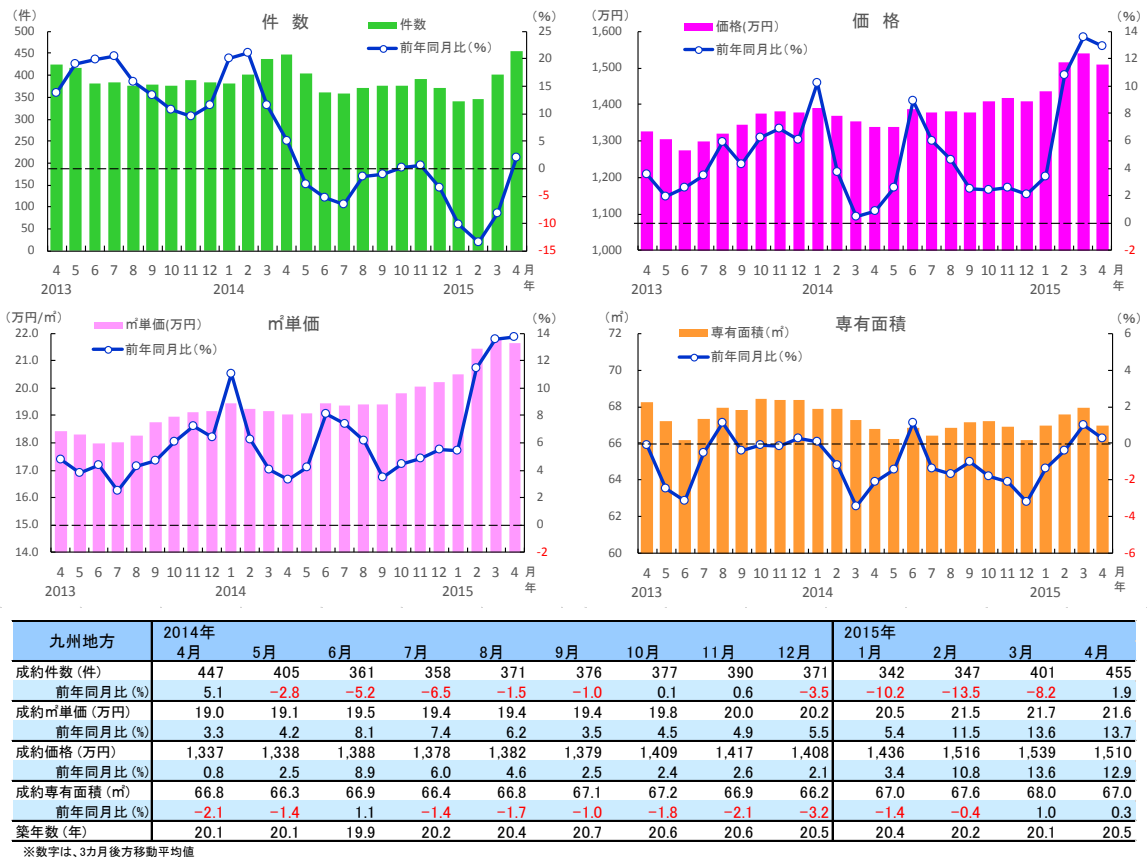 (件)
件 数
(%)
件数
前年同月比(%)
500
450
400
350
300
250
200
150
100
50
0
25
20
15
10
5
0
-5
-10
-15
4 5 6 7 8 9 10 11 12 1 2 3 4 5 6 7 8 9 10 11 12 1 2 3 4 月
2013 2014 2015 年
(万円)
価 格
(%)
価格(万円)
前年同月比(%)
1,600
1,500
1,400
1,300
1,200
1,100
1,000
14
12
10
8
6
4
2
0
-2
4 5 6 7 8 9 10 11 12 1 2 3 4 5 6 7 8 9 10 11 12 1 2 3 4 月
2013 2014 2015 年
(万円/㎡)
㎡単価
(%)
㎡単価(万円)
前年同月比(%)
22.0
21.0
20.0
19.0
18.0
17.0
16.0
15.0
14.0
14
12
10
8
6
4
2
0
-2
4 5 6 7 8 9 10 11 12 1 2 3 4 5 6 7 8 9 10 11 12 1 2 3 4 月
2013 2014 2015 年
(㎡)
専有面積
(%)
専有面積(㎡)
前年同月比(%)
72
70
68
66
64
62
60
6
4
2
0
-2
-4
-6
4 5 6 7 8 9 10 11 12 1 2 3 4 5 6 7 8 9 10 11 12 1 2 3 4 月
2013 2014 2015 年
九州地方 2014年 2015年
4月 5月 6月 7月 8月 9月 10月 11月 12月 1月 2月 3月 4月
成約件数(件) 447 405 361 358 371 376 377 390 371 342 347 401 455
前年同月比(%) 5.1 -2.8 -5.2 -6.5 -1.5 -1.0 0.1 0.6 -3.5 -10.2 -13.5 -8.2 1.9
成約㎡単価(万円) 19.0 19.1 19.5 19.4 19.4 19.4 19.8 20.0 20.2 20.5 21.5 21.7 21.6
前年同月比(%) 3.3 4.2 8.1 7.4 6.2 3.5 4.5 4.9 5.5 5.4 11.5 13.6 13.7
成約価格(万円) 1,337 1,338 1,388 1,378 1,382 1,379 1,409 1,417 1,408 1,436 1,516 1,539 1,510
前年同月比(%) 0.8 2.5 8.9 6.0 4.6 2.5 2.4 2.6 2.1 3.4 10.8 13.6 12.9
成約専有面積(㎡) 66.8 66.3 66.9 66.4 66.8 67.1 67.2 66.9 66.2 67.0 67.6 68.0 67.0
前年同月比(%) -2.1 -1.4 1.1 -1.4 -1.7 -1.0 -1.8 -2.1 -3.2 -1.4 -0.4 1.0 0.3
築年数(年) 20.1 20.1 19.9 20.2 20.4 20.7 20.6 20.6 20.5 20.4 20.2 20.1 20.5
※数字は、3カ月後方移動平均値